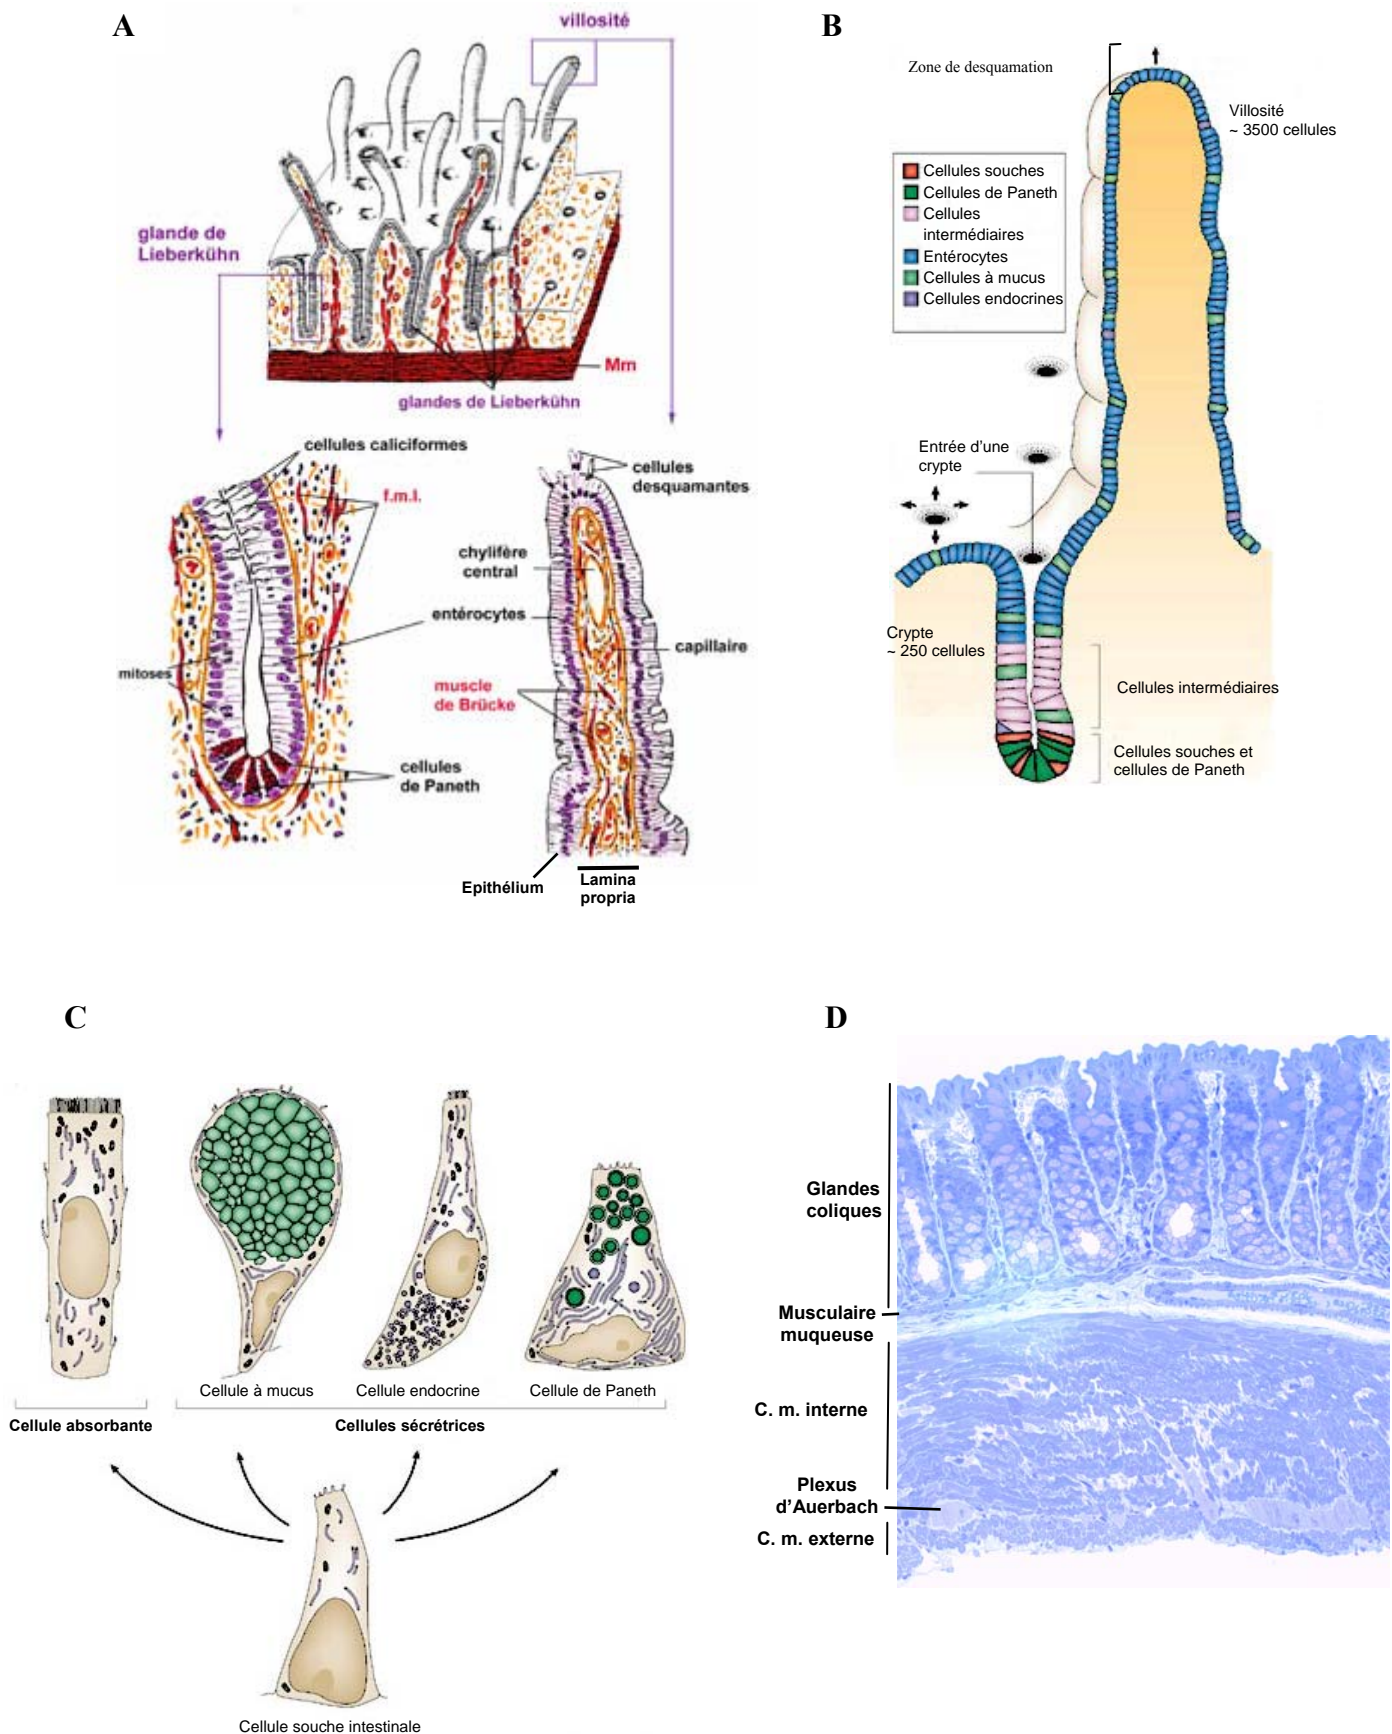 A
villosité
glande de
Lieberkühn
Mm
glandes de Lieberkühn
cellules caliciformes
f.m.l.
cellules
desquamantes
chylifère
central
entérocytes
capillaire
mitoses
muscle
de Brücke
cellules
de Paneth
Epithélium
Lamina
propria
B
Zone de desquamation
Villosité
~ 3500 cellules
Cellules souches
Cellules de Paneth
Cellules
intermédiaires
Entérocytes
Cellules à mucus
Cellules endocrines
Entrée d’une
crypte
Crypte
~ 250 cellules
Cellules intermédiaires
Cellules souches et
cellules de Paneth
C
Cellule à mucus
Cellule endocrine
Cellule de Paneth
Cellule absorbante
Cellules sécrétrices
Cellule souche intestinale
D
Glandes
coliques
Musculaire
muqueuse
C. m. interne
Plexus
d’Auerbach
C. m. externe